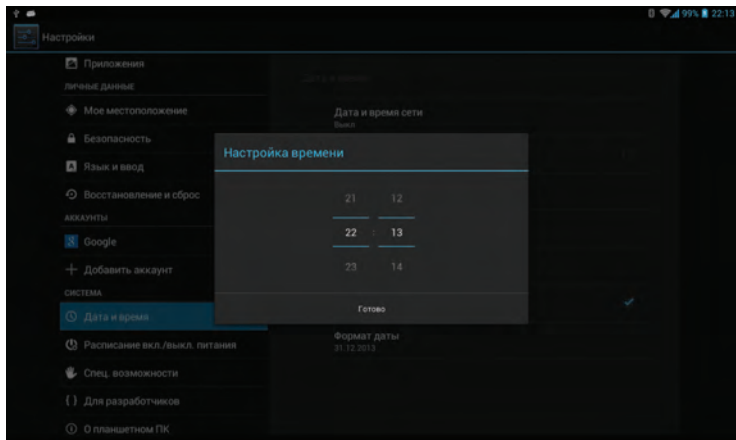 99% 22:13
Настройки
Приложения
ЛИЧНЫЕ ДАННЫЕ
Дата и время
Мое местоположение
Дата и время сети
Выкл
Безопасность
Настройка времени
Язык и ввод
Восстановление и сброс
21 12
АККАУНТЫ
22 : 13
Google
23 14
Добавить аккаунт
СИСТЕМА
Готово
Дата и время
Расписание вкл./выкл. питания
Формат даты
31.12.2013
Спец. возможности
{ } Для разработчиков
О планшетном ПК